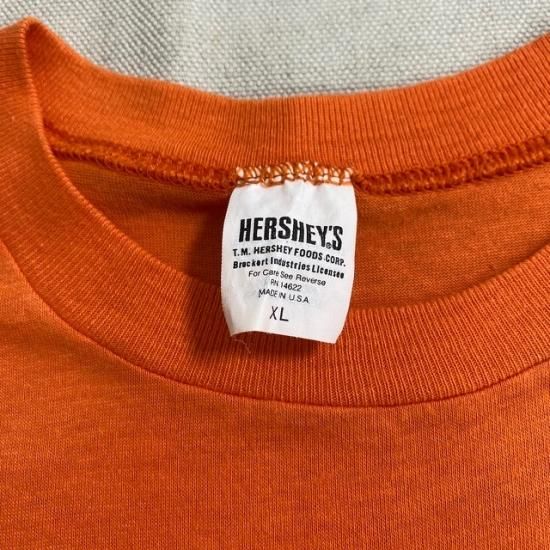 HERSHEY'S®
T.M. HERSHEY FOODS CORP.
Brockert Industries Licensee
For Care See Reverse
RN 14622
MADE IN U.S.A
XL